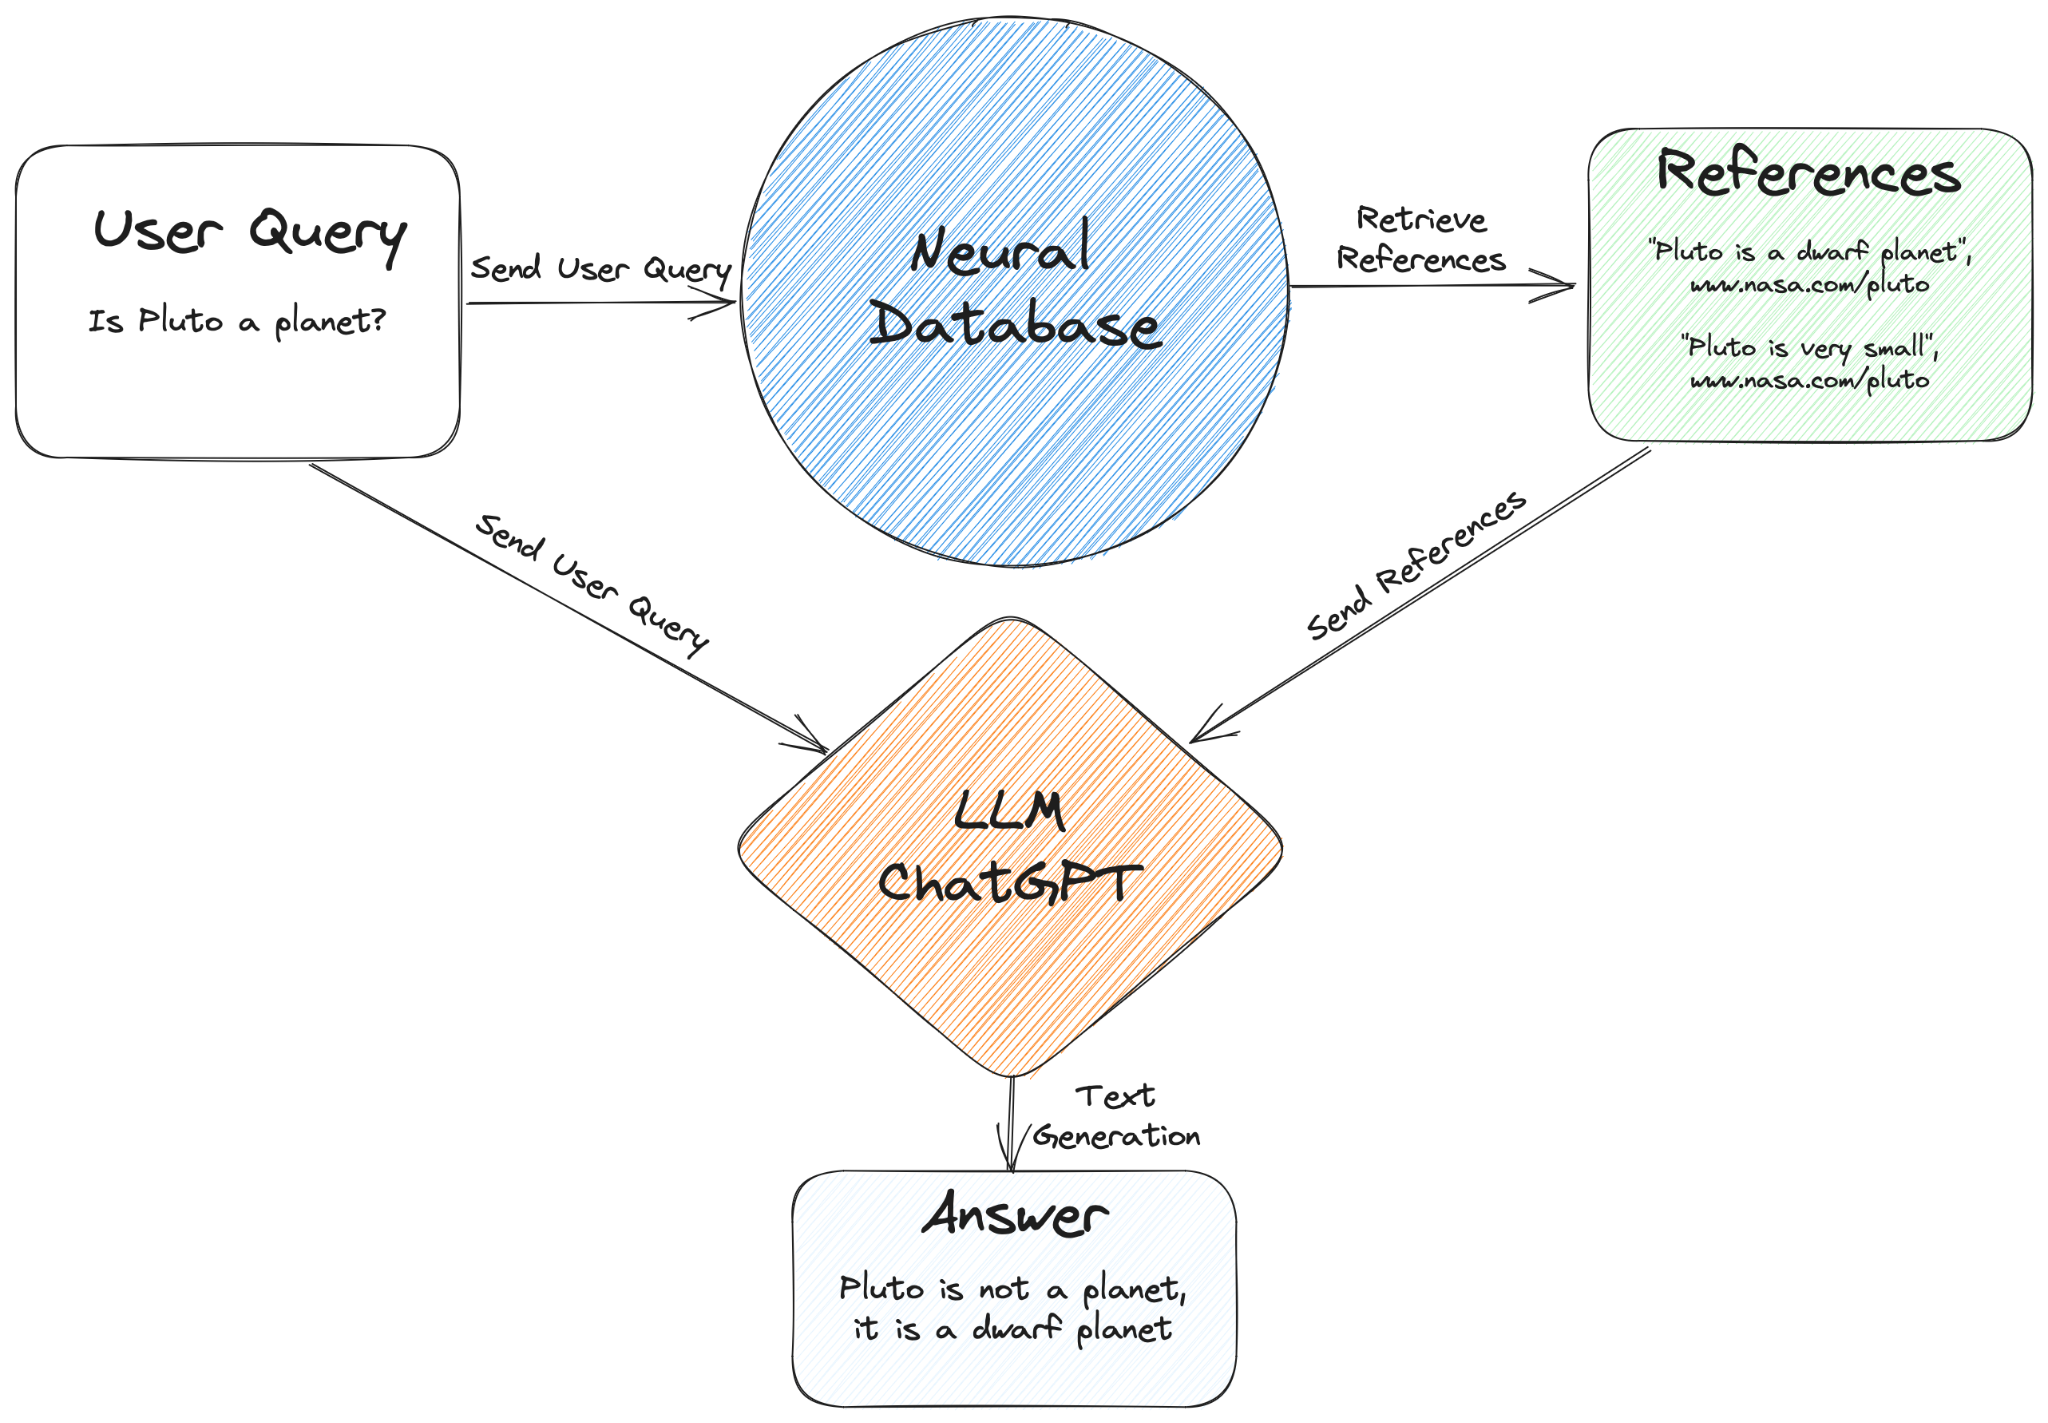 User Query
Is Pluto a planet?
Send User Query
Neural
Database
Retrieve
References
References
"Pluto is a dwarf planet",
www.nasa.com/pluto
"Pluto is very small",
www.nasa.com/pluto
Send User Query
Send References
LLM
ChatGPT
Text
Generation
Answer
Pluto is not a planet,
it is a dwarf planet